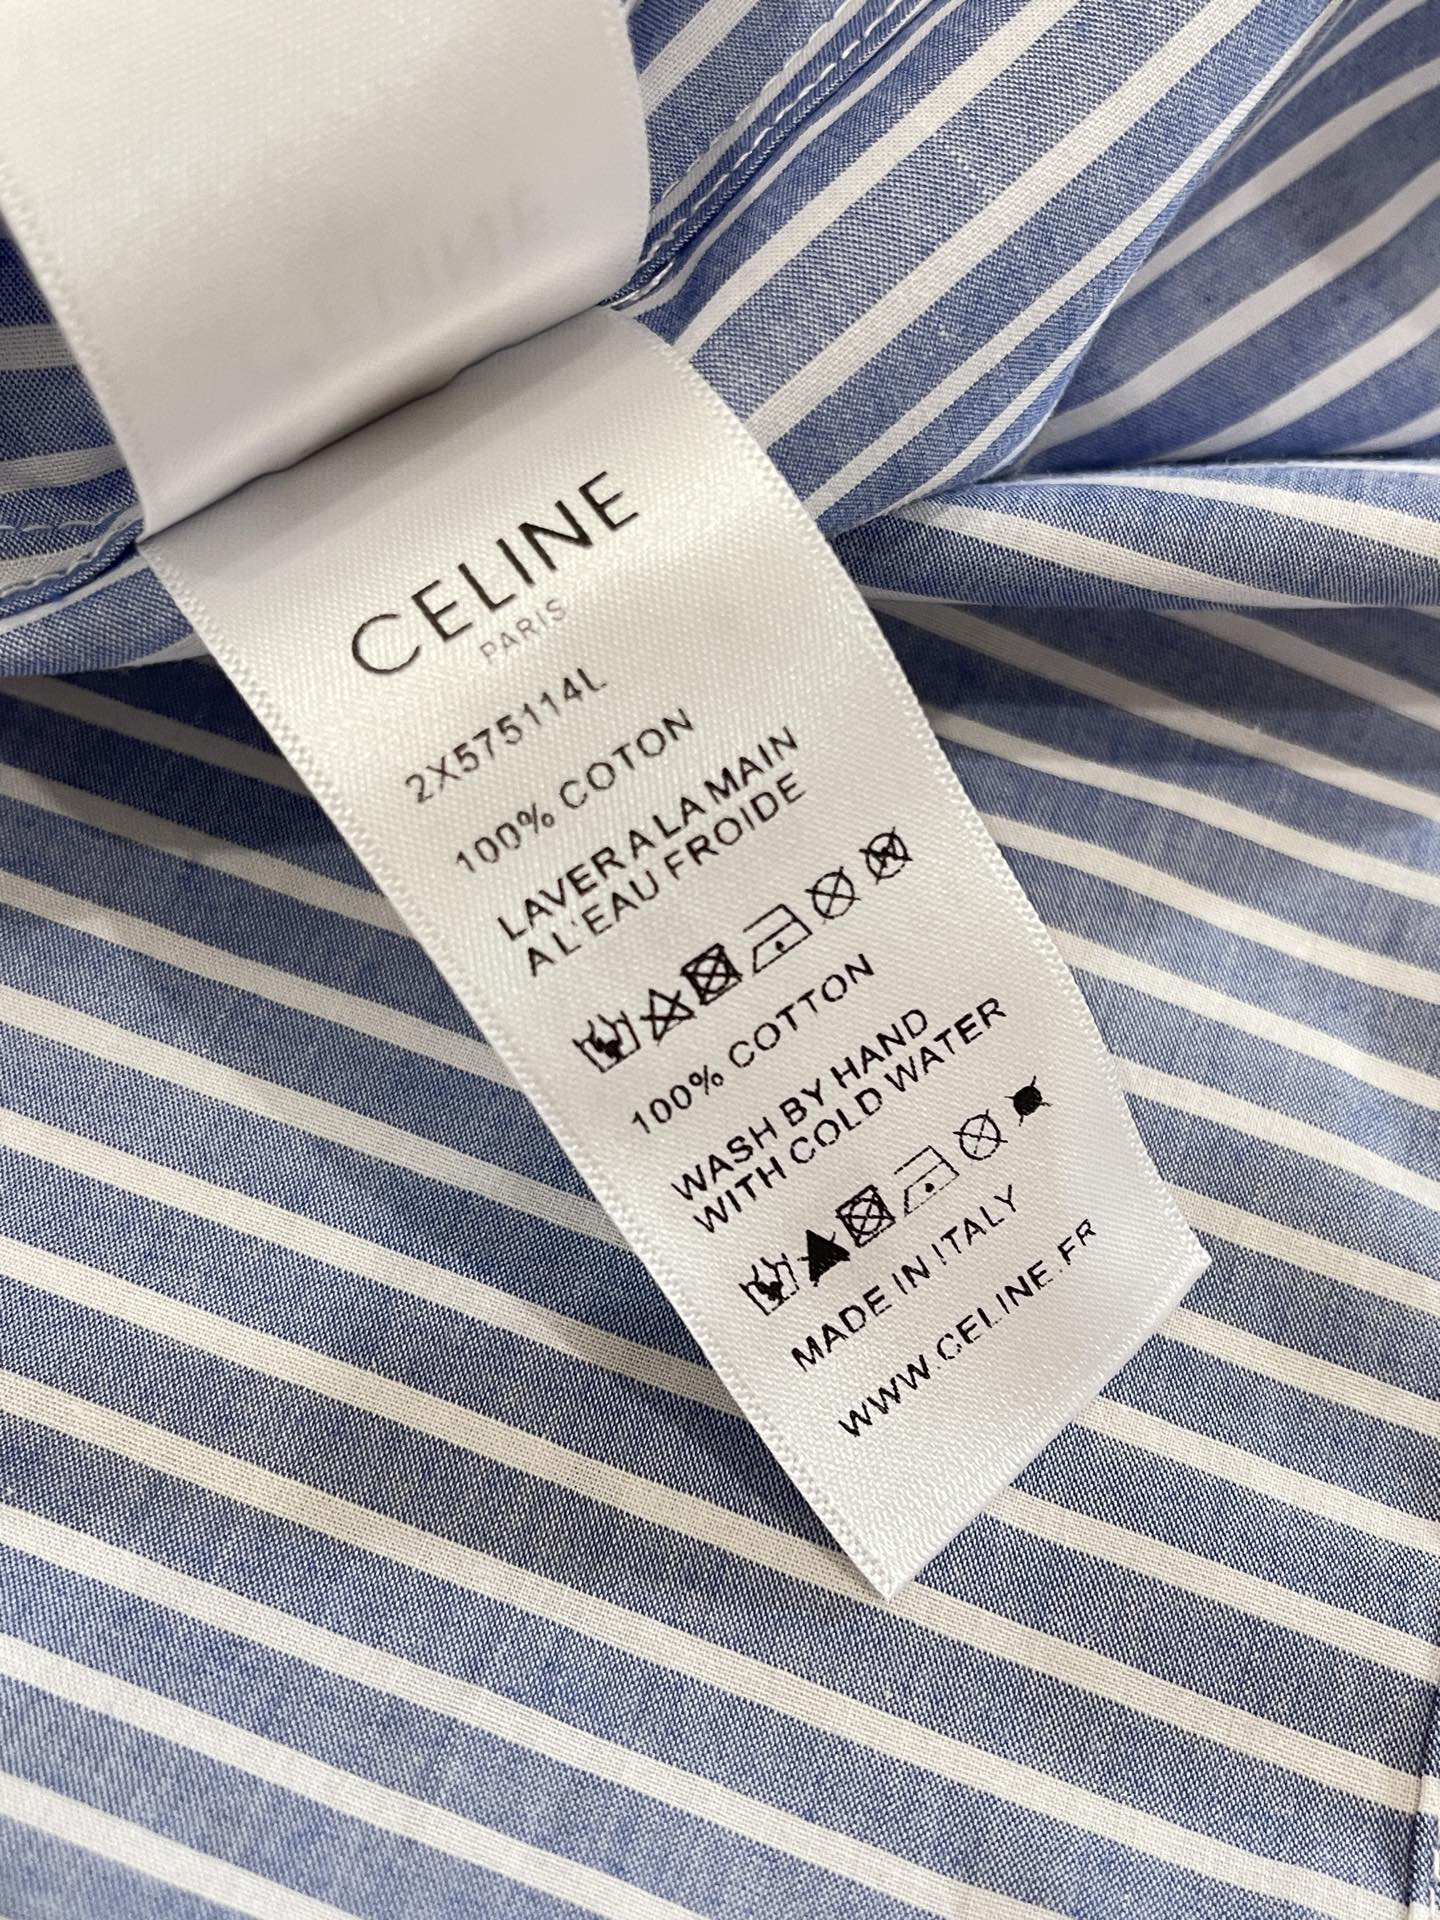 CELINE
PARIS
2X575114L
100% COTON
LAVER A LA MAIN
A L'EAU FROIDE
100% COTTON
WASH BY HAND
WITH COLD WATER
MADE IN ITALY
WWW.CELINE.FR